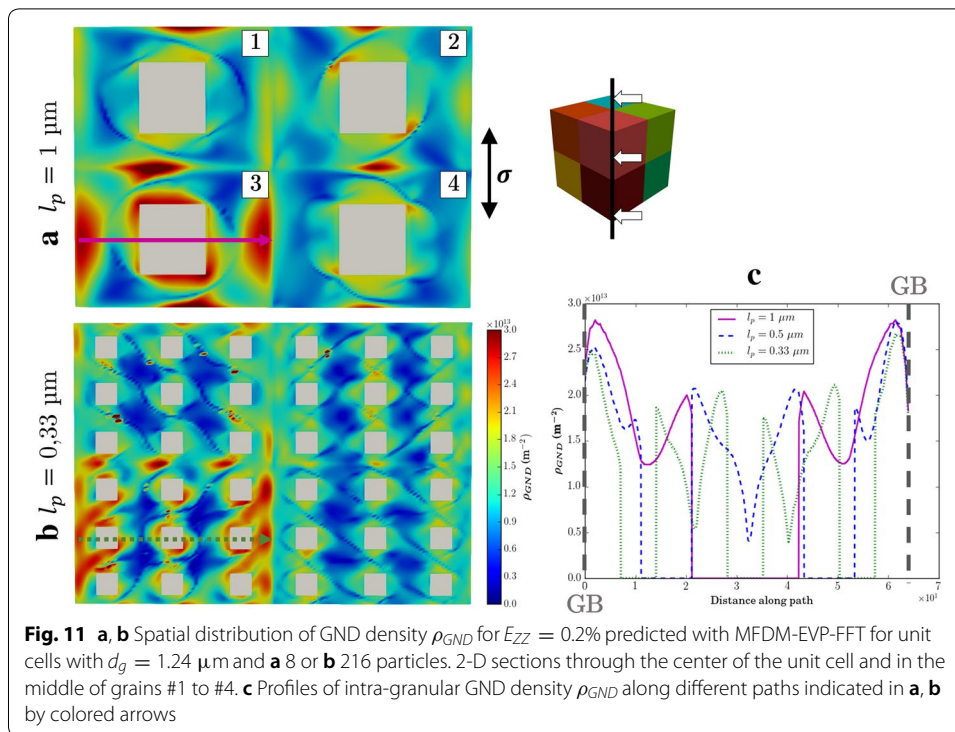 1
2
3
4
a l_p = 1 µm
σ
b l_p = 0,33 µm
×10¹³
3.0
2.7
2.4
2.1
1.8
1.5
1.2
0.9
0.6
0.3
0.0
ρ_GND (m⁻²)
c
GB
×10¹³
3.0
2.5
2.0
1.5
1.0
0.5
0.0
ρ_GND (m⁻²)
l_p = 1 µm
l_p = 0.5 µm
l_p = 0.33 µm
0 1 2 3 4 5 6 7
Distance along path
×10¹
GB
Fig. 11 a, b Spatial distribution of GND density ρ_GND for E_ZZ = 0.2% predicted with MFDM-EVP-FFT for unit
cells with d_g = 1.24 µm and a 8 or b 216 particles. 2-D sections through the center of the unit cell and in the
middle of grains #1 to #4. c Profiles of intra-granular GND density ρ_GND along different paths indicated in a, b
by colored arrows